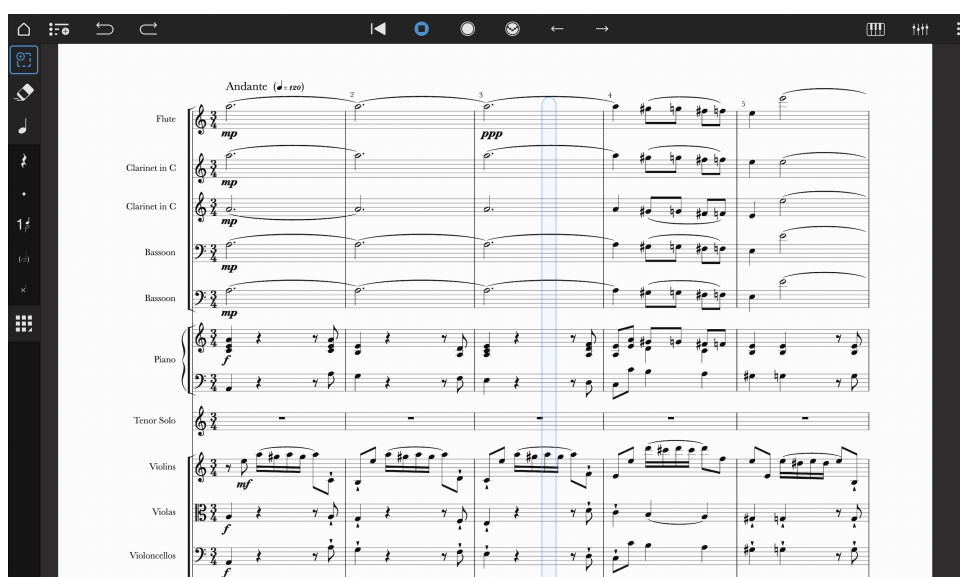 Andante (♩= 120)
2
3
4
5
Flute
mp
ppp
Clarinet in C
mp
Clarinet in C
mp
Bassoon
mp
Bassoon
mp
Piano
f
Tenor Solo
Violins
mf
Violas
f
Violoncellos
f